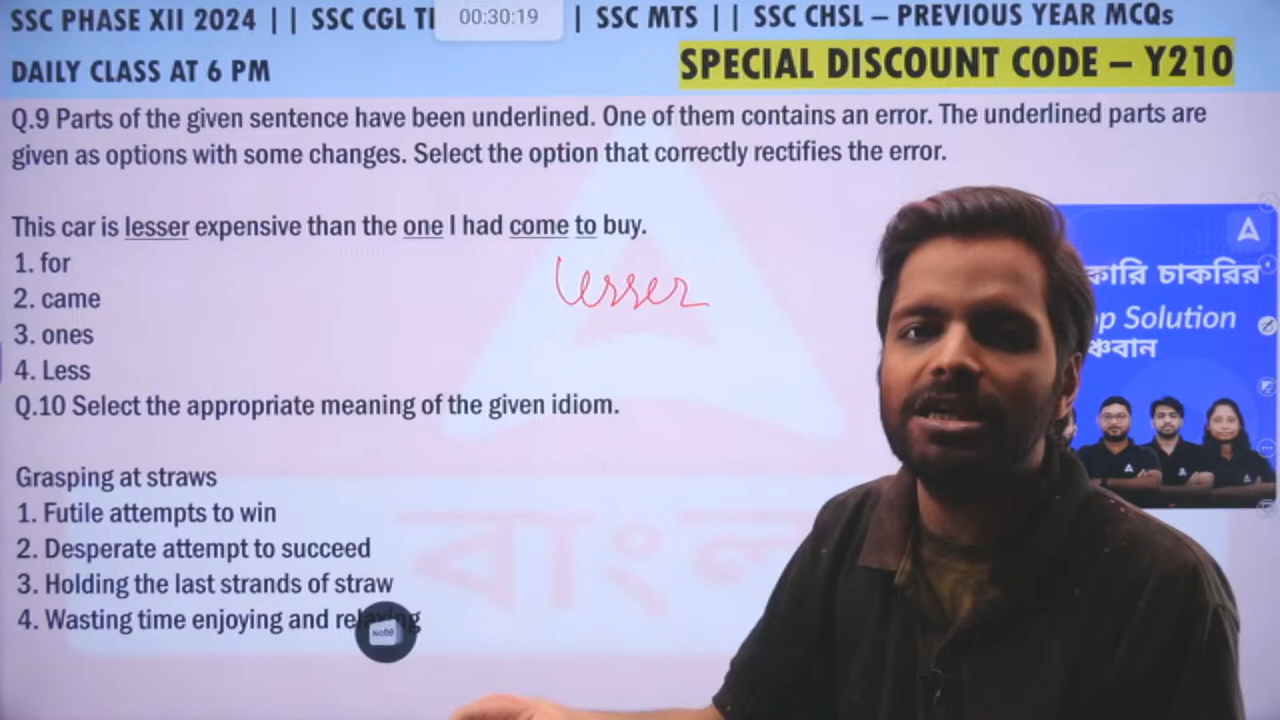 SSC PHASE XII 2024 || SSC CGL TI
00:30:19
| SSC MTS || SSC CHSL – PREVIOUS YEAR MCQs
DAILY CLASS AT 6 PM
SPECIAL DISCOUNT CODE – Y210
Q.9 Parts of the given sentence have been underlined. One of them contains an error. The underlined parts are
given as options with some changes. Select the option that correctly rectifies the error.
This car is lesser expensive than the one I had come to buy.
1. for
lesser
2. came
3. ones
4. Less
Q.10 Select the appropriate meaning of the given idiom.
Grasping at straws
1. Futile attempts to win
2. Desperate attempt to succeed
3. Holding the last strands of straw
4. Wasting time enjoying and relaxing
Note
কারি চাকরির
op Solution
ঞ্চবান
বাংল